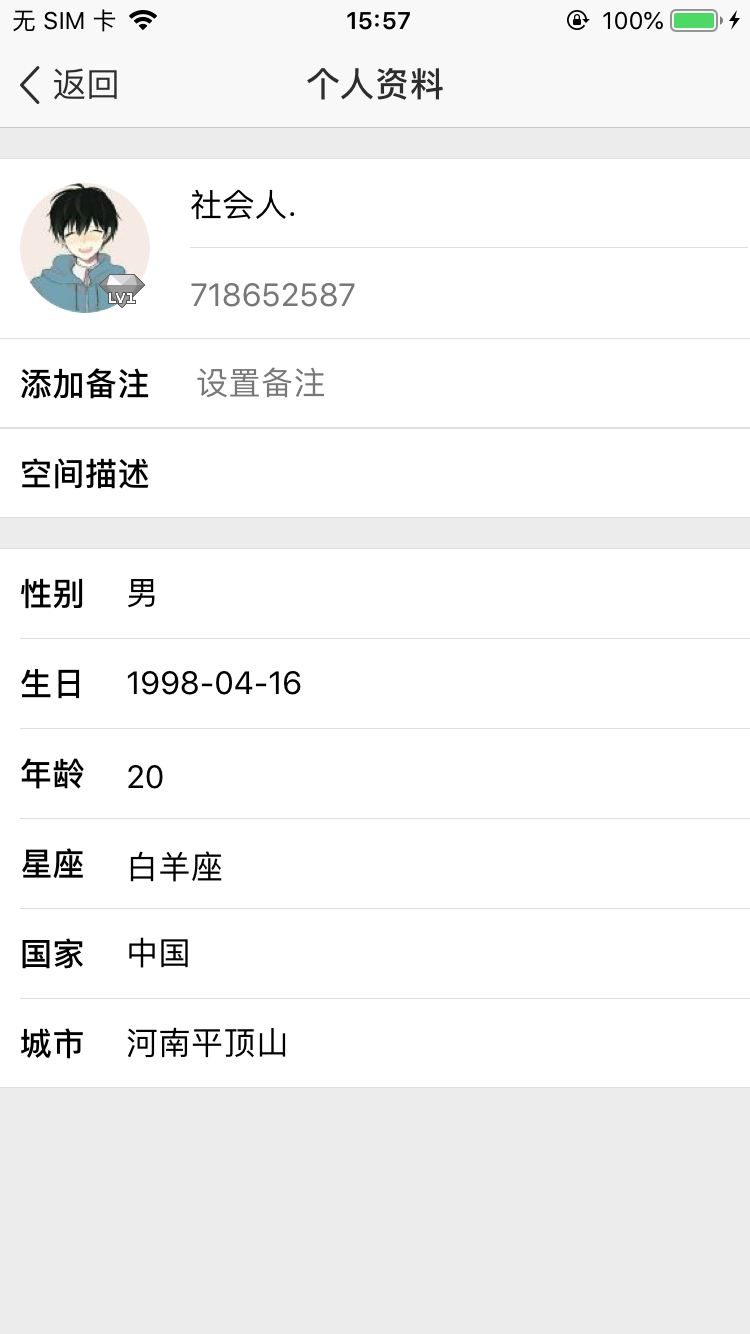 无 SIM 卡 15:57 100%
返回 个人资料
社会人.
LV1
718652587
添加备注 设置备注
空间描述
性别 男
生日 1998-04-16
年龄 20
星座 白羊座
国家 中国
城市 河南平顶山